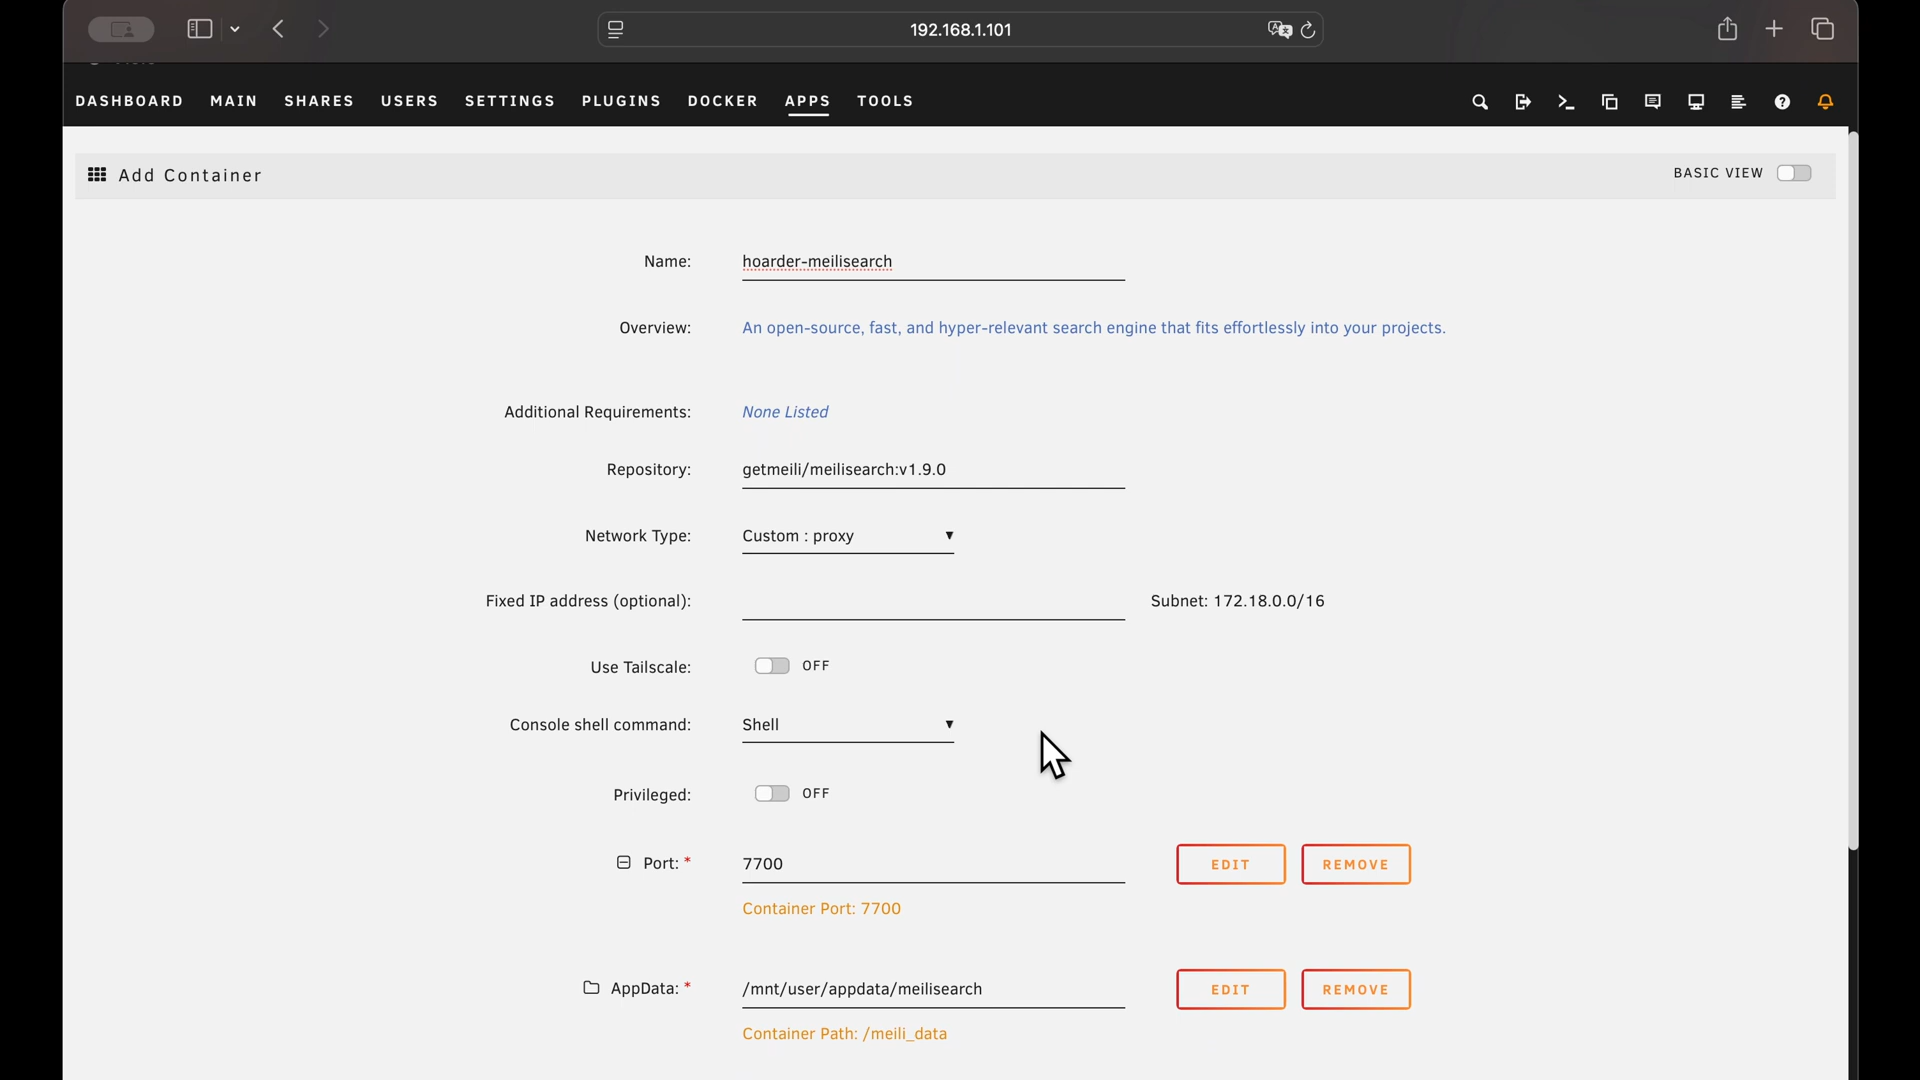 192.168.1.101
DASHBOARD MAIN SHARES USERS SETTINGS PLUGINS DOCKER APPS TOOLS
Add Container
BASIC VIEW
Name: hoarder-meilisearch
Overview: An open-source, fast, and hyper-relevant search engine that fits effortlessly into your projects.
Additional Requirements: None Listed
Repository: getmeili/meilisearch:v1.9.0
Network Type: Custom : proxy
Fixed IP address (optional): Subnet: 172.18.0.0/16
Use Tailscale: OFF
Console shell command: Shell
Privileged: OFF
Port: * 7700 EDIT REMOVE
Container Port: 7700
AppData: * /mnt/user/appdata/meilisearch EDIT REMOVE
Container Path: /meili_data